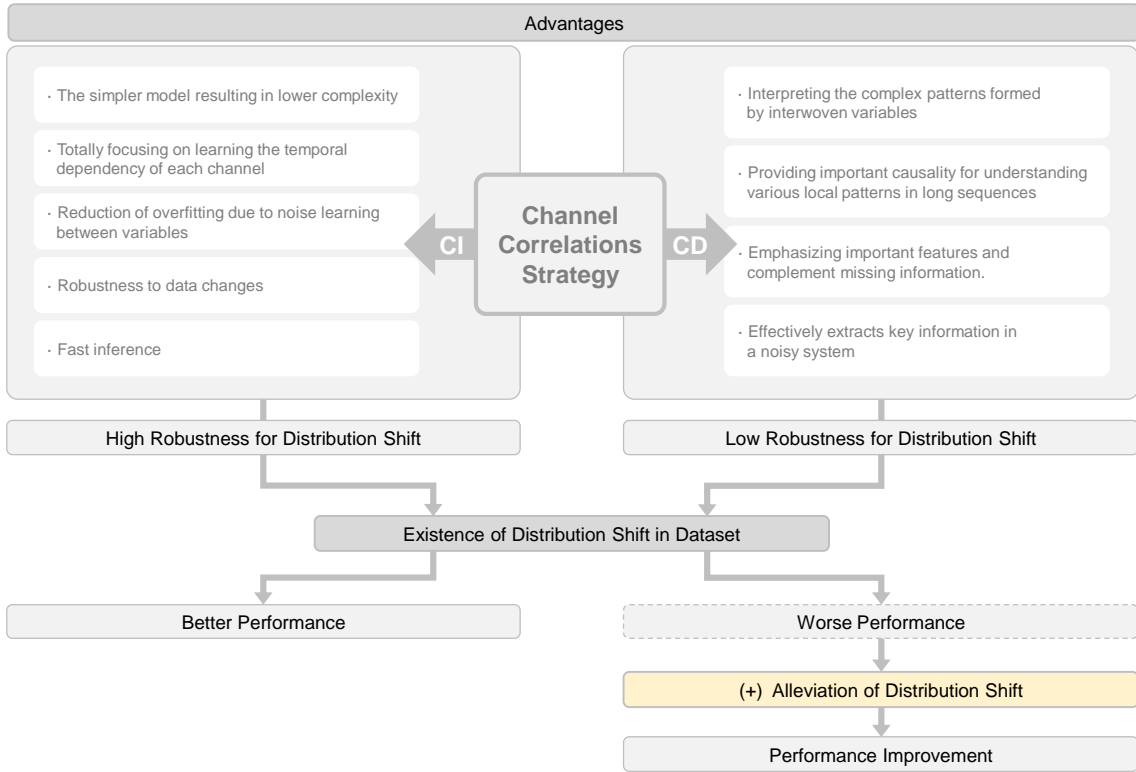 Advantages
· The simpler model resulting in lower complexity
· Totally focusing on learning the temporal
dependency of each channel
· Reduction of overfitting due to noise learning
between variables
· Robustness to data changes
· Fast inference
CI
Channel
Correlations
Strategy
CD
· Interpreting the complex patterns formed
by interwoven variables
· Providing important causality for understanding
various local patterns in long sequences
· Emphasizing important features and
complement missing information.
· Effectively extracts key information in
a noisy system
High Robustness for Distribution Shift
Low Robustness for Distribution Shift
Existence of Distribution Shift in Dataset
Better Performance
Worse Performance
(+) Alleviation of Distribution Shift
Performance Improvement